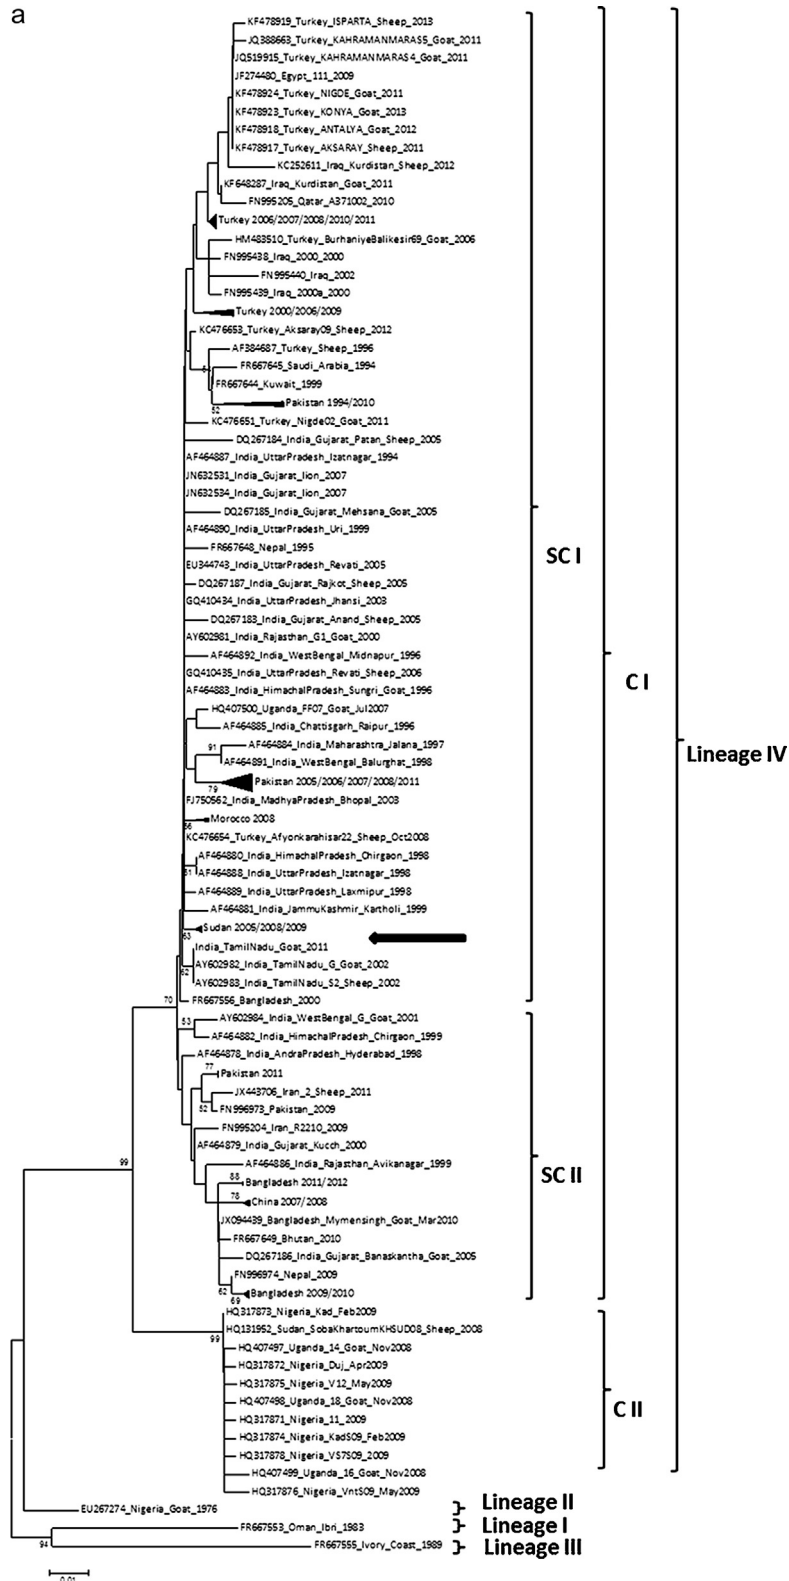 a
KF478919_Turkey_ISPARTA_Sheep_2013
JQ388663_Turkey_KAHRAMANMARAS5_Goat_2011
JQ519915_Turkey_KAHRAMANMARAS4_Goat_2011
JF274480_Egypt_111_2009
KF478924_Turkey_NIGDE_Goat_2011
KF478923_Turkey_KONYA_Goat_2013
KF478918_Turkey_ANTALYA_Goat_2012
KF478917_Turkey_AKSARAY_Sheep_2011
KC252611_Iraq_Kurdistan_Sheep_2012
KF648287_Iraq_Kurdistan_Goat_2011
FN995205_Qatar_A371002_2010
Turkey 2006/2007/2008/2010/2011
HM483510_Turkey_BurhaniyeBalikesir69_Goat_2006
FN995438_Iraq_2000_2000
FN995440_Iraq_2002
FN995439_Iraq_2000a_2000
Turkey 2000/2006/2009
KC476653_Turkey_Aksaray09_Sheep_2012
AF384687_Turkey_Sheep_1996
FR667645_Saudi_Arabia_1994
FR667644_Kuwait_1999
Pakistan 1994/2010
52
KC476651_Turkey_Nigde02_Goat_2011
DQ267184_India_Gujarat_Patan_Sheep_2005
AF464887_India_UttarPradesh_Izatnagar_1994
JN632531_India_Gujarat_lion_2007
JN632534_India_Gujarat_lion_2007
DQ267185_India_Gujarat_Mehsana_Goat_2005
AF464890_India_UttarPradesh_Uri_1999
FR667648_Nepal_1995
SC I
EU344743_India_UttarPradesh_Revati_2005
DQ267187_India_Gujarat_Rajkot_Sheep_2005
GQ410434_India_UttarPradesh_Jhansi_2003
DQ267183_India_Gujarat_Anand_Sheep_2005
AY602981_India_Rajasthan_G1_Goat_2000
AF464892_India_WestBengal_Midnapur_1996
GQ410435_India_UttarPradesh_Revati_Sheep_2006
C I
AF464883_India_HimachalPradesh_Sungri_Goat_1996
HQ407500_Uganda_FF07_Goat_Jul2007
AF464885_India_Chattisgarh_Raipur_1996
91
AF464884_India_Maharashtra_Jalana_1997
Lineage IV
AF464891_India_WestBengal_Balurghat_1998
Pakistan 2005/2006/2007/2008/2011
79
FJ750562_India_MadhyaPradesh_Bhopal_2003
Morocco 2008
66
KC476654_Turkey_Afyonkarahisar22_Sheep_Oct2008
AF464880_India_HimachalPradesh_Chirgaon_1998
AF464888_India_UttarPradesh_Izatnagar_1998
61
AF464889_India_UttarPradesh_Laxmipur_1998
AF464881_India_JammuKashmir_Kartholi_1999
Sudan 2005/2008/2009
63
India_TamilNadu_Goat_2011
AY602982_India_TamilNadu_G_Goat_2002
62
AY602983_India_TamilNadu_S2_Sheep_2002
70
FR667556_Bangladesh_2000
53
AY602984_India_WestBengal_G_Goat_2001
AF464882_India_HimachalPradesh_Chirgaon_1999
AF464878_India_AndraPradesh_Hyderabad_1998
77
Pakistan 2011
JX443706_Iran_2_Sheep_2011
52
FN996973_Pakistan_2009
FN995204_Iran_R2210_2009
AF464879_India_Gujarat_Kucch_2000
99
AF464886_India_Rajasthan_Avikanagar_1999
SC II
88
Bangladesh 2011/2012
78
China 2007/2008
JX094439_Bangladesh_Mymensingh_Goat_Mar2010
FR667649_Bhutan_2010
DQ267186_India_Gujarat_Banaskantha_Goat_2005
FN996974_Nepal_2009
62
Bangladesh 2009/2010
69
HQ317873_Nigeria_Kad_Feb2009
HQ131952_Sudan_SobaKhartoumKHSUD08_Sheep_2008
99
HQ407497_Uganda_14_Goat_Nov2008
HQ317872_Nigeria_Duj_Apr2009
HQ317875_Nigeria_V12_May2009
HQ407498_Uganda_18_Goat_Nov2008
C II
HQ317871_Nigeria_11_2009
HQ317874_Nigeria_KadS09_Feb2009
HQ317878_Nigeria_VS7S09_2009
HQ407499_Uganda_16_Goat_Nov2008
HQ317876_Nigeria_VntS09_May2009
EU267274_Nigeria_Goat_1976
Lineage II
FR667553_Oman_Ibri_1983
Lineage I
94
FR667555_Ivory_Coast_1989
Lineage III
0.01